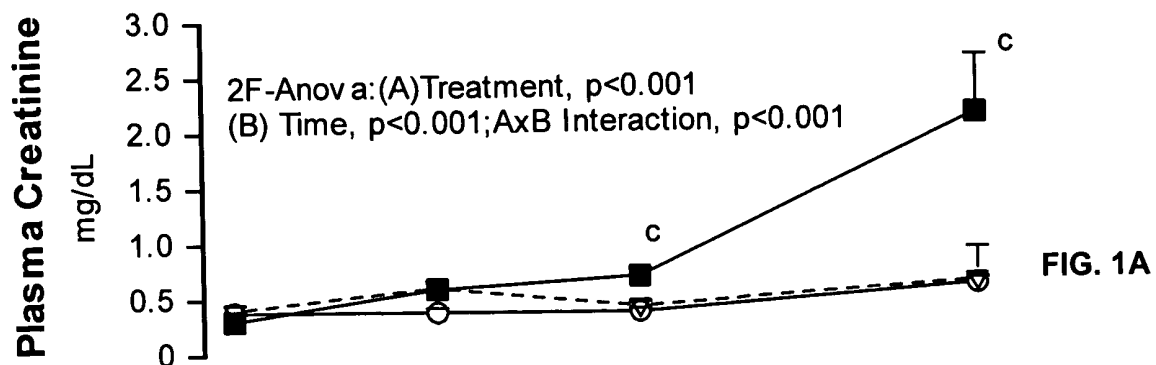 Plasma Creatinine
mg/dL
3.0
2.5
2.0
1.5
1.0
0.5
0
2F-Anova:(A)Treatment, p<0.001
(B) Time, p<0.001;AxB Interaction, p<0.001
c
c
FIG. 1A